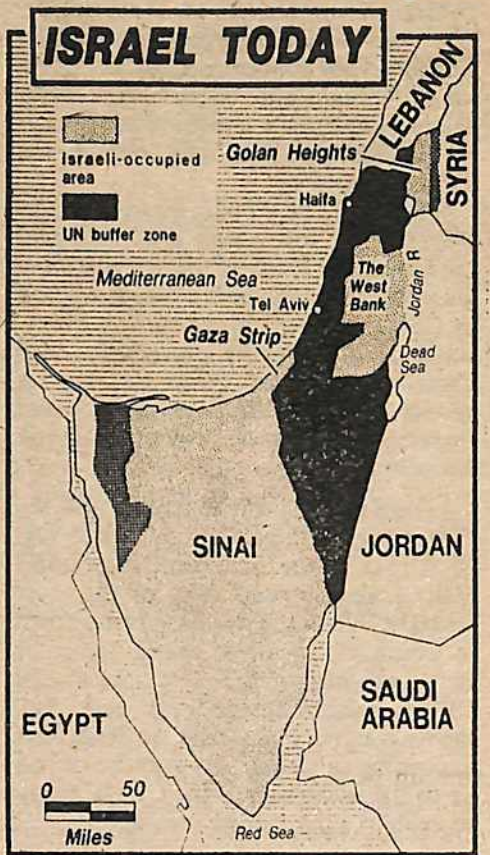 ISRAEL TODAY
Israeli-occupied
area
UN buffer zone
LEBANON
Golan Heights
SYRIA
Haifa
Mediterranean Sea
The
West
Bank
Jordan R
Tel Aviv
Gaza Strip
Dead
Sea
SINAI
JORDAN
EGYPT
SAUDI
ARABIA
0 50
Miles
Red Sea